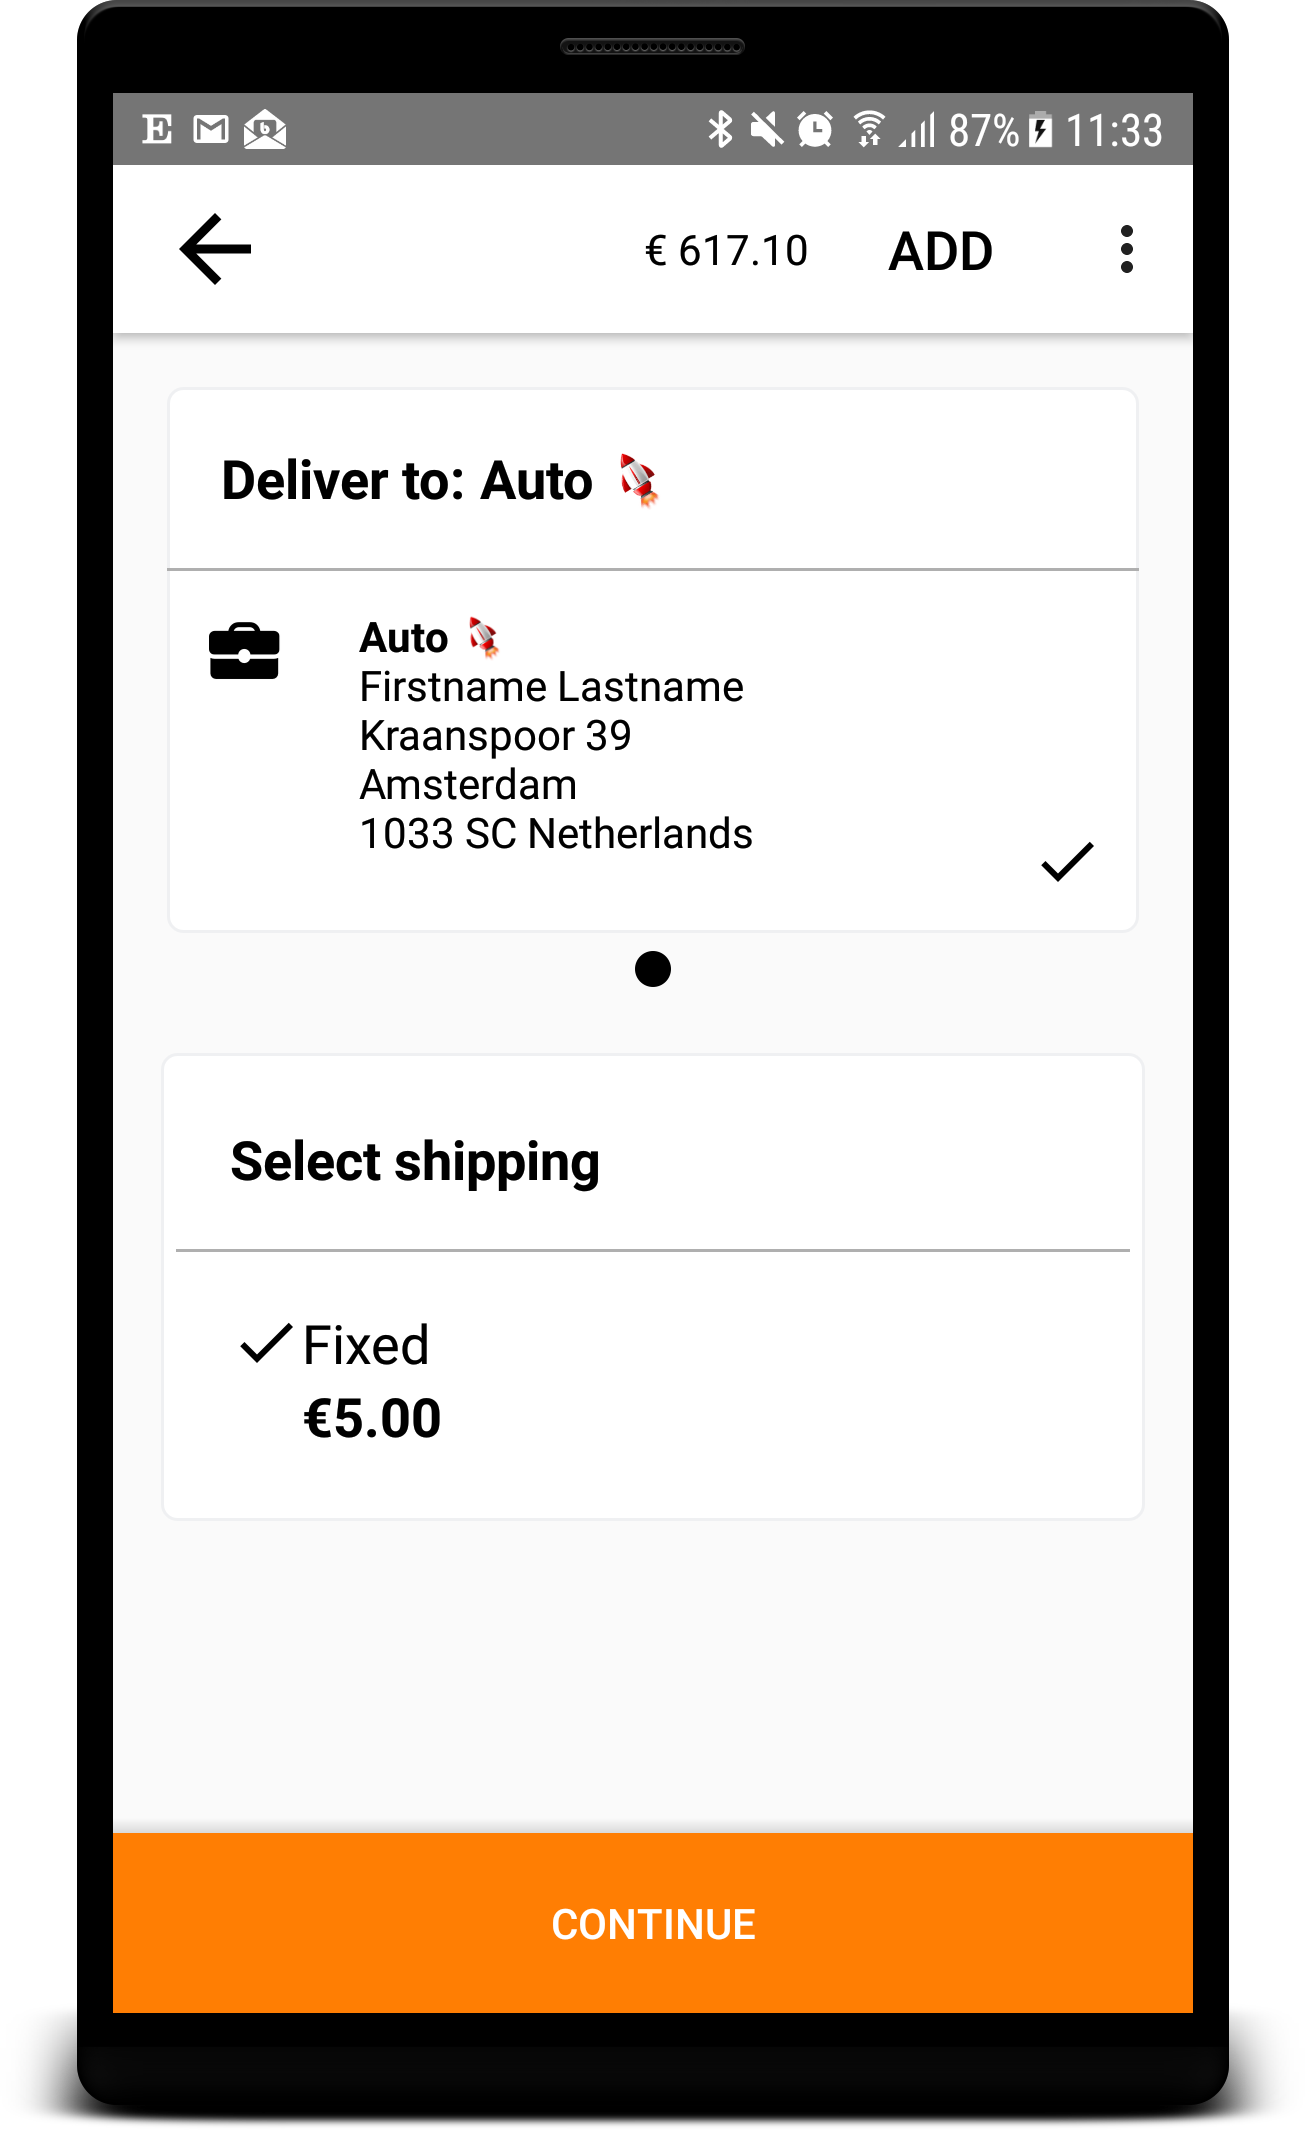 E 87% 11:33
€ 617.10 ADD
Deliver to: Auto 🚀
Auto 🚀
Firstname Lastname
Kraanspoor 39
Amsterdam
1033 SC Netherlands
Select shipping
Fixed
€5.00
CONTINUE